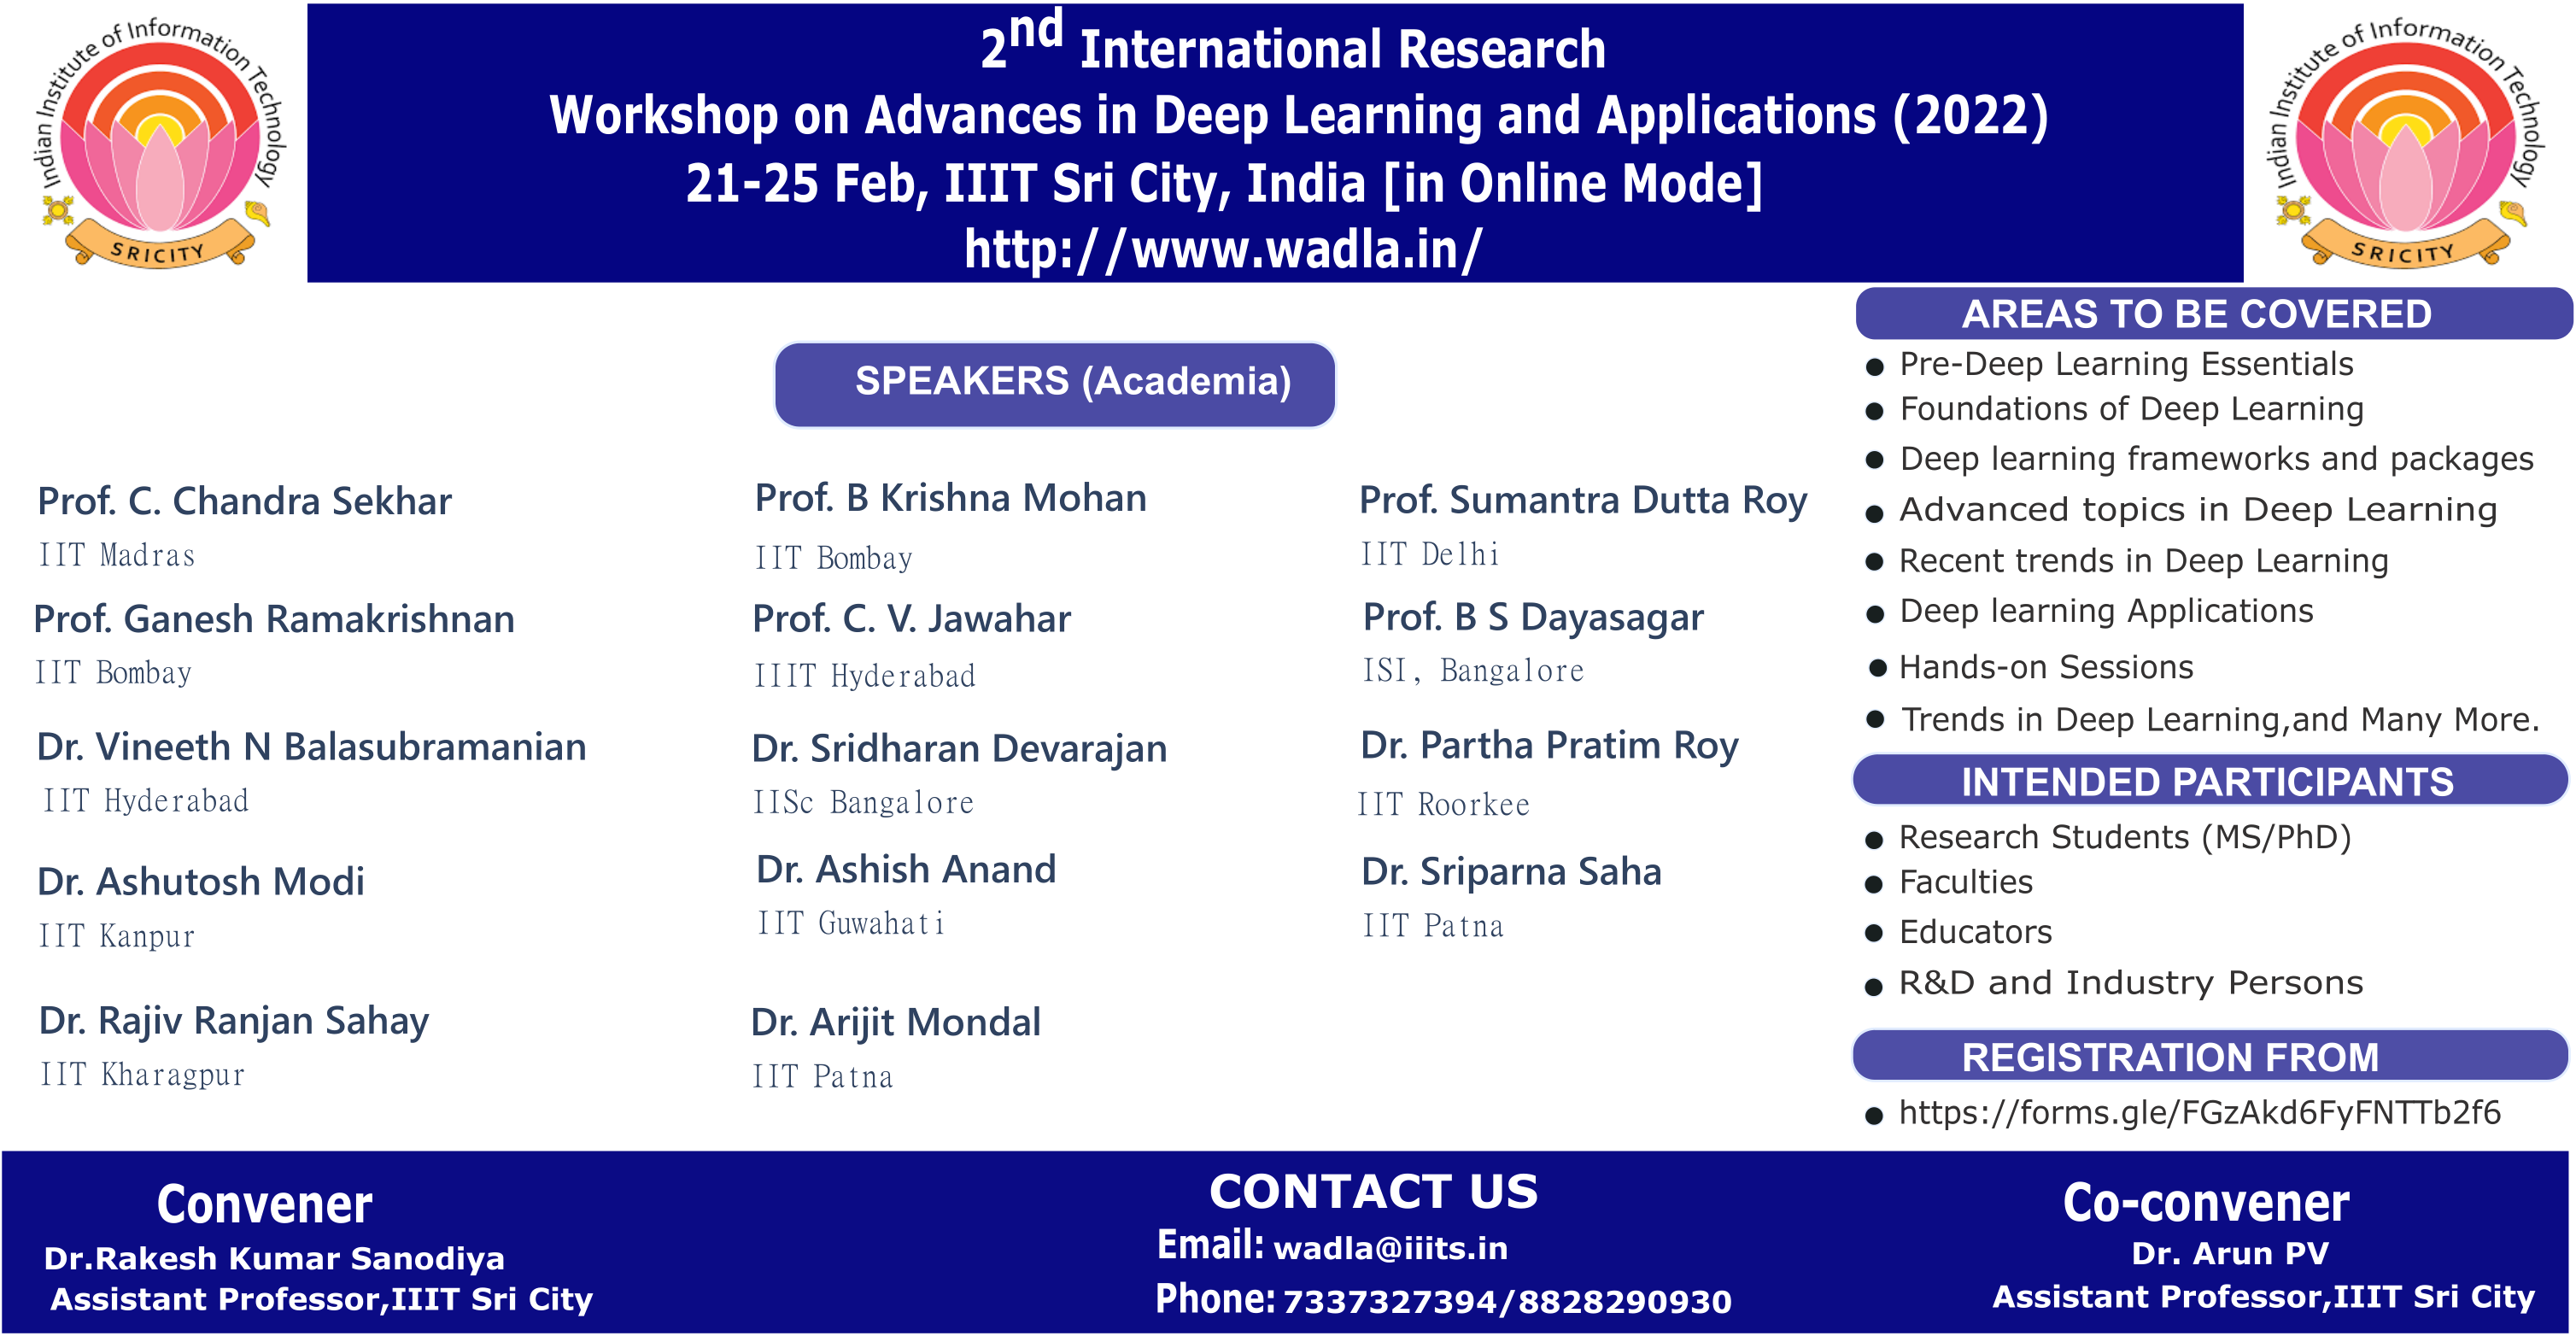 Indian Institute of Information Technology
SRICITY
2nd International Research
Workshop on Advances in Deep Learning and Applications (2022)
21-25 Feb, IIIT Sri City, India [in Online Mode]
http://www.wadla.in/
Indian Institute of Information Technology
SRICITY
SPEAKERS (Academia)
Prof. C. Chandra Sekhar
IIT Madras
Prof. B Krishna Mohan
IIT Bombay
Prof. Sumantra Dutta Roy
IIT Delhi
Prof. Ganesh Ramakrishnan
IIT Bombay
Prof. C. V. Jawahar
IIIT Hyderabad
Prof. B S Dayasagar
ISI, Bangalore
Dr. Vineeth N Balasubramanian
IIT Hyderabad
Dr. Sridharan Devarajan
IISc Bangalore
Dr. Partha Pratim Roy
IIT Roorkee
Dr. Ashutosh Modi
IIT Kanpur
Dr. Ashish Anand
IIT Guwahati
Dr. Sriparna Saha
IIT Patna
Dr. Rajiv Ranjan Sahay
IIT Kharagpur
Dr. Arijit Mondal
IIT Patna
AREAS TO BE COVERED
● Pre-Deep Learning Essentials
● Foundations of Deep Learning
● Deep learning frameworks and packages
● Advanced topics in Deep Learning
● Recent trends in Deep Learning
● Deep learning Applications
● Hands-on Sessions
● Trends in Deep Learning,and Many More.
INTENDED PARTICIPANTS
● Research Students (MS/PhD)
● Faculties
● Educators
● R&D and Industry Persons
REGISTRATION FROM
● https://forms.gle/FGzAkd6FyFNTTb2f6
Convener
Dr.Rakesh Kumar Sanodiya
Assistant Professor,IIIT Sri City
CONTACT US
Email: wadla@iiits.in
Phone: 7337327394/8828290930
Co-convener
Dr. Arun PV
Assistant Professor,IIIT Sri City